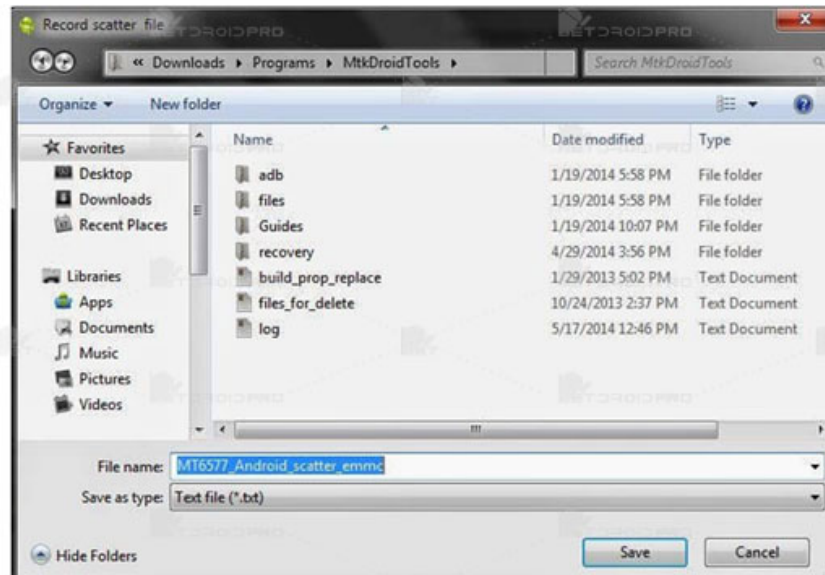 Record scatter file
« Downloads ▸ Programs ▸ MtkDroidTools ▸ Search MtkDroidTools
Organize ▾ New folder
Favorites
Desktop
Downloads
Recent Places
Libraries
Apps
Documents
Music
Pictures
Videos
Name Date modified Type
adb 1/19/2014 5:58 PM File folder
files 1/19/2014 5:58 PM File folder
Guides 1/19/2014 10:07 PM File folder
recovery 4/29/2014 3:56 PM File folder
build_prop_replace 1/29/2013 5:02 PM Text Document
files_for_delete 10/24/2013 2:37 PM Text Document
log 5/17/2014 12:46 PM Text Document
File name: MT6577_Android_scatter_emmc
Save as type: Text file (*.txt)
Hide Folders Save Cancel